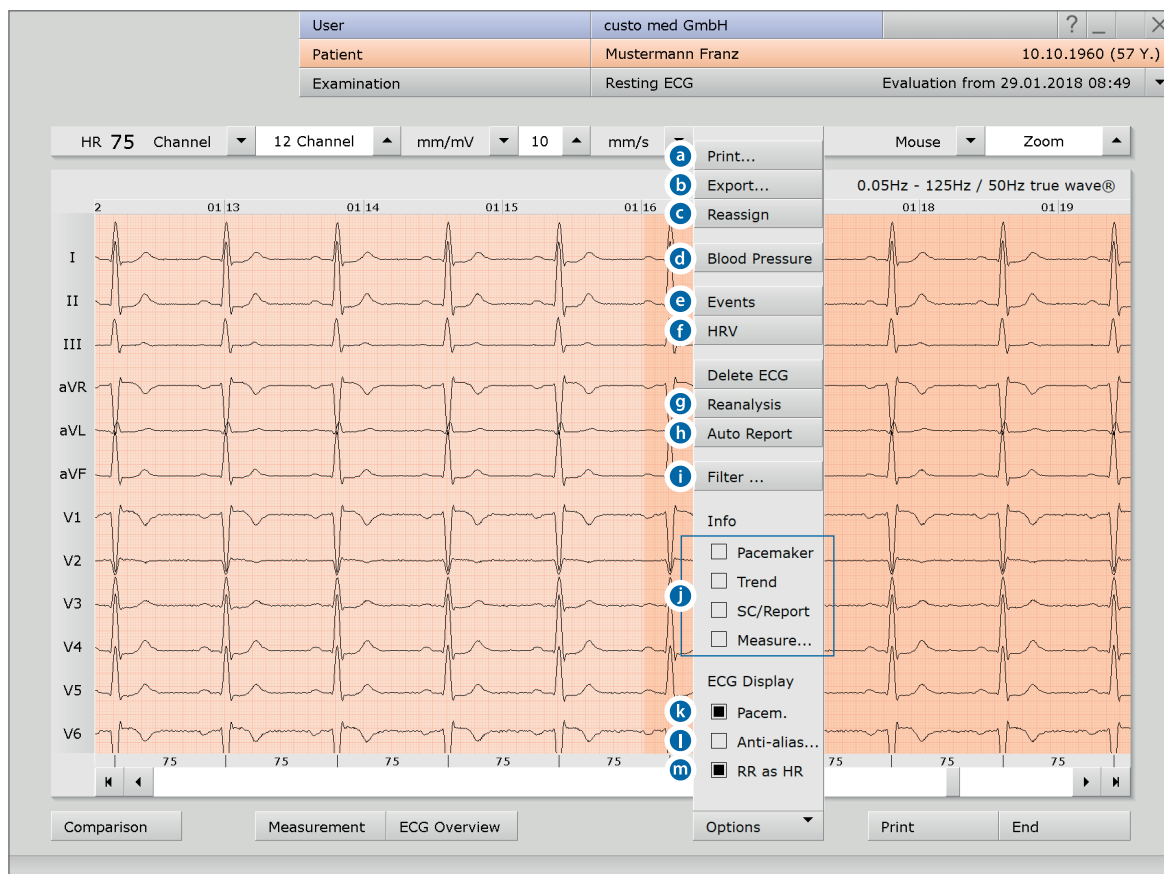 User custo med GmbH ? _
Patient Mustermann Franz 10.10.1960 (57 Y.)
Examination Resting ECG Evaluation from 29.01.2018 08:49
HR 75 Channel 12 Channel mm/mV 10 mm/s Mouse Zoom
a Print...
b Export...
c Reassign
d Blood Pressure
e Events
f HRV
Delete ECG
g Reanalysis
h Auto Report
i Filter ...
Info
j
Pacemaker
Trend
SC/Report
Measure...
ECG Display
k Pacem.
l Anti-alias...
m RR as HR
Options
0.05Hz - 125Hz / 50Hz true wave®
2 01 13 01 14 01 15 01 16 01 18 01 19
I
II
III
aVR
aVL
aVF
V1
V2
V3
V4
V5
V6
75 75 75 75 75 75 75 75
Comparison Measurement ECG Overview Print End